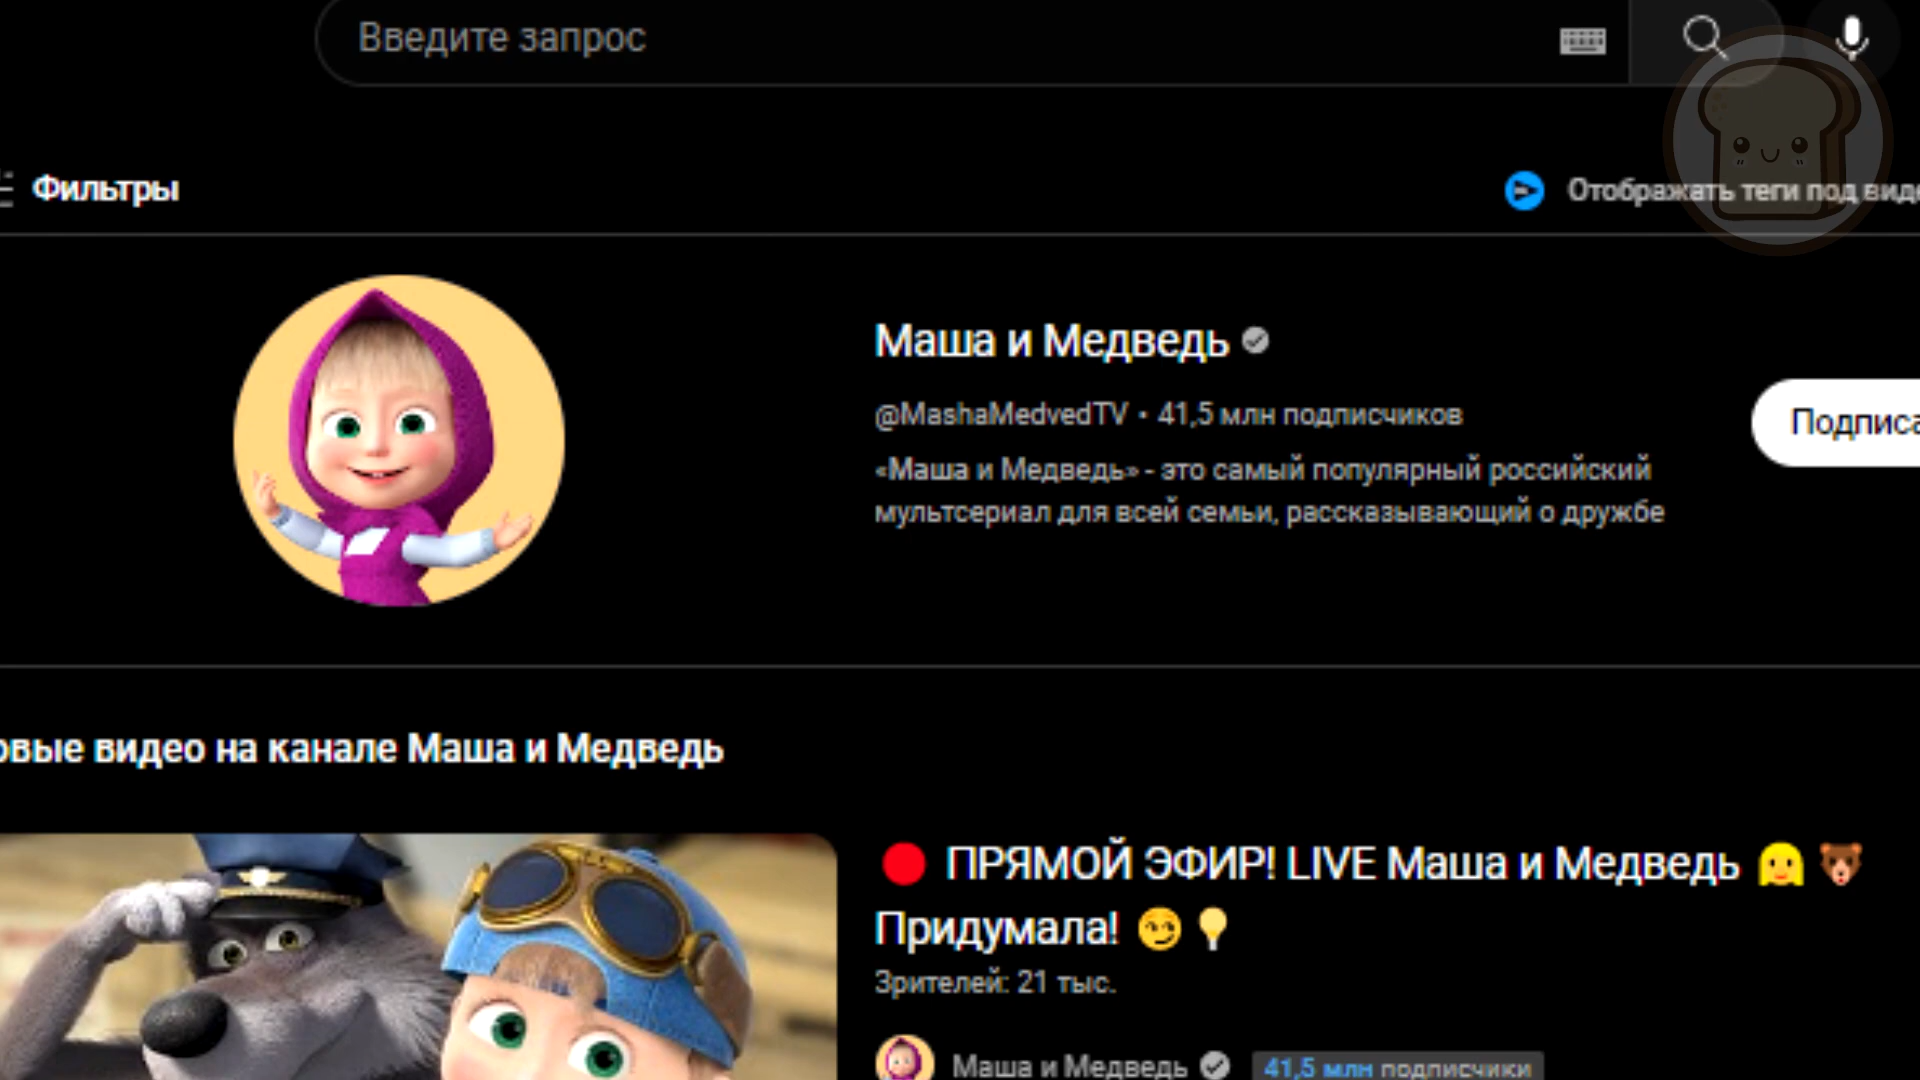 Введите запрос
Фильтры
Отображать теги под
Маша и Медведь
@MashaMedvedTV • 41,5 млн подписчиков
«Маша и Медведь» - это самый популярный российский
мультсериал для всей семьи, рассказывающий о дружбе
Подписа
овые видео на канале Маша и Медведь
🔴 ПРЯМОЙ ЭФИР! LIVE Маша и Медведь 👱‍♀️🐻
Придумала! 😏💡
Зрителей: 21 тыс.
Маша и Медведь 41,5 млн подписчики